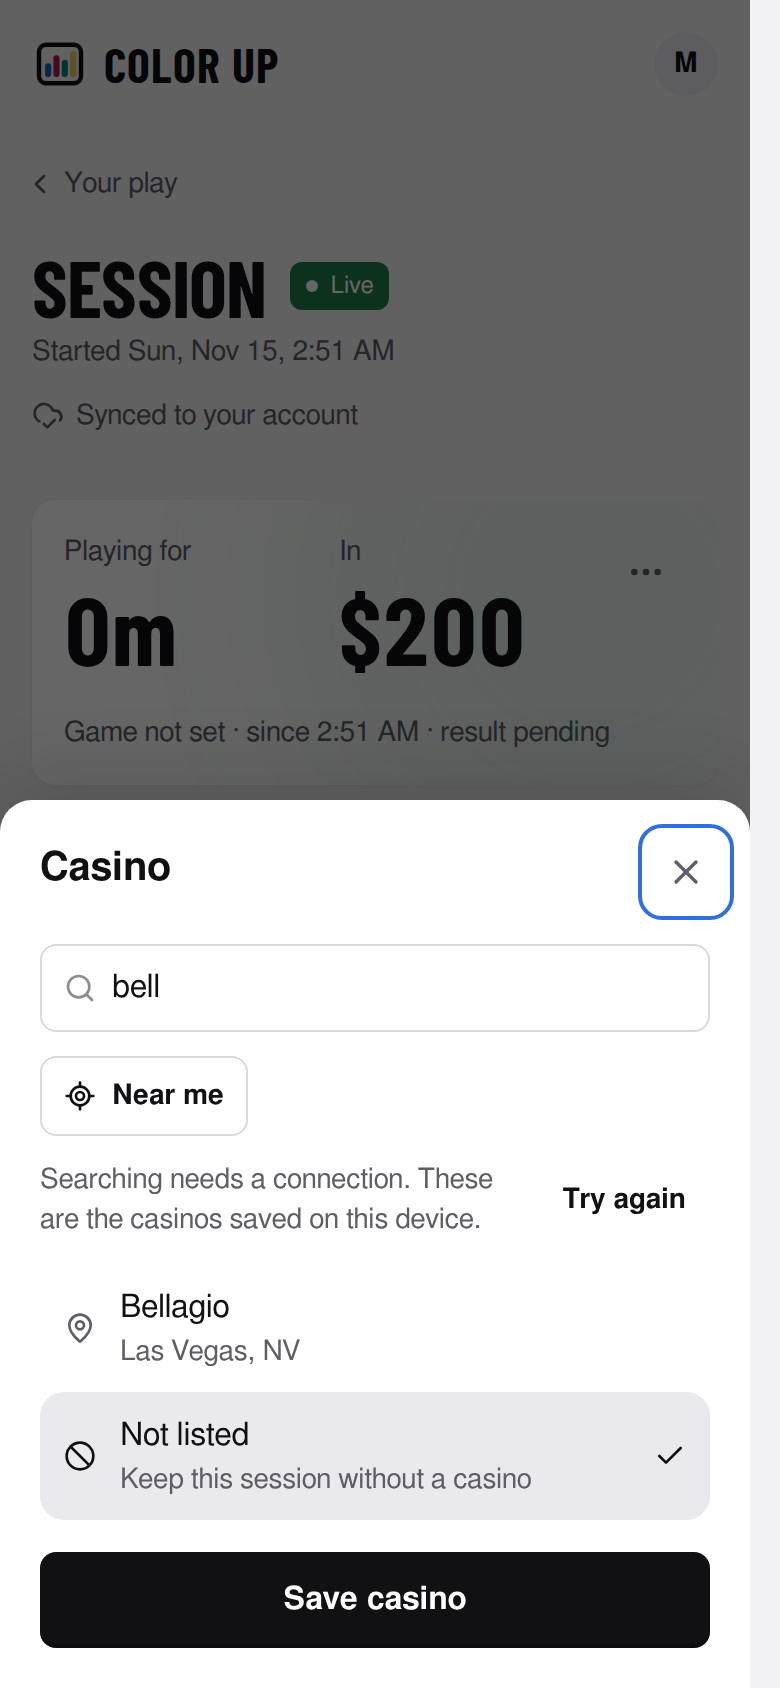 COLOR UP
M
Your play
SESSION
Live
Started Sun, Nov 15, 2:51 AM
Synced to your account
Playing for
In
0m
$200
Game not set · since 2:51 AM · result pending
Casino
bell
Near me
Searching needs a connection. These
are the casinos saved on this device.
Try again
Bellagio
Las Vegas, NV
Not listed
Keep this session without a casino
Save casino